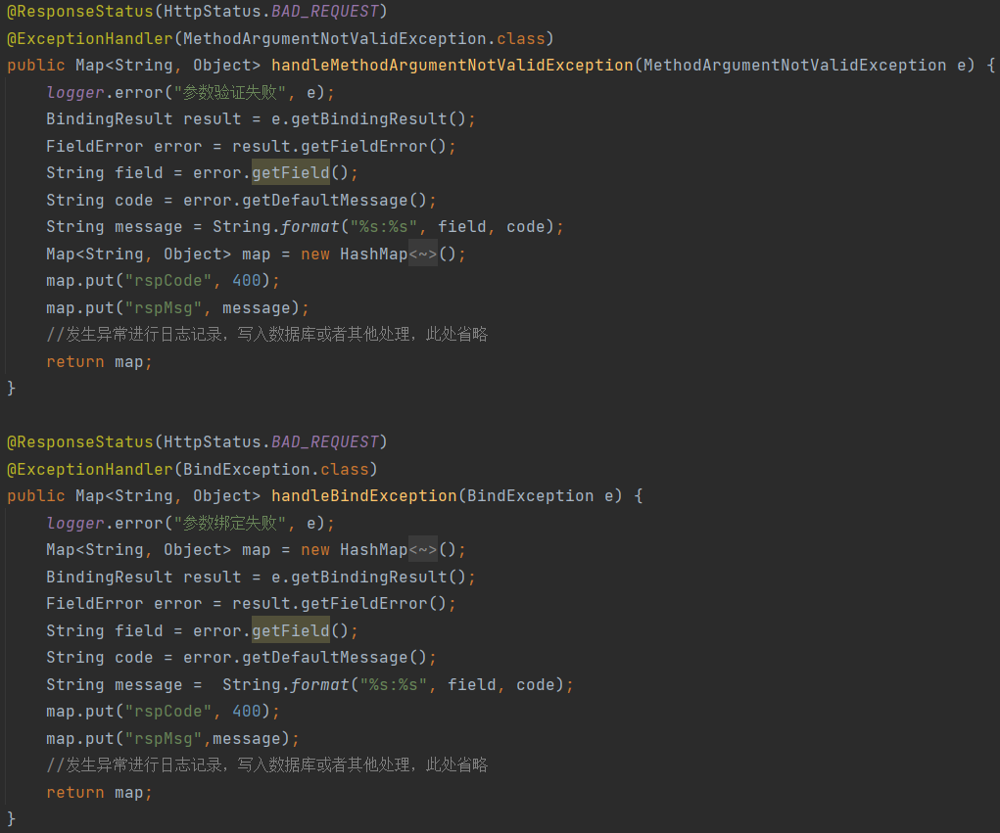 @ResponseStatus(HttpStatus.BAD_REQUEST)
@ExceptionHandler(MethodArgumentNotValidException.class)
public Map<String, Object> handleMethodArgumentNotValidException(MethodArgumentNotValidException e) {
    logger.error("参数验证失败", e);
    BindingResult result = e.getBindingResult();
    FieldError error = result.getFieldError();
    String field = error.getField();
    String code = error.getDefaultMessage();
    String message = String.format("%s:%s", field, code);
    Map<String, Object> map = new HashMap<~>();
    map.put("rspCode", 400);
    map.put("rspMsg", message);
    //发生异常进行日志记录，写入数据库或者其他处理，此处省略
    return map;
}
@ResponseStatus(HttpStatus.BAD_REQUEST)
@ExceptionHandler(BindException.class)
public Map<String, Object> handleBindException(BindException e) {
    logger.error("参数绑定失败", e);
    Map<String, Object> map = new HashMap<~>();
    BindingResult result = e.getBindingResult();
    FieldError error = result.getFieldError();
    String field = error.getField();
    String code = error.getDefaultMessage();
    String message =  String.format("%s:%s", field, code);
    map.put("rspCode", 400);
    map.put("rspMsg",message);
    //发生异常进行日志记录，写入数据库或者其他处理，此处省略
    return map;
}